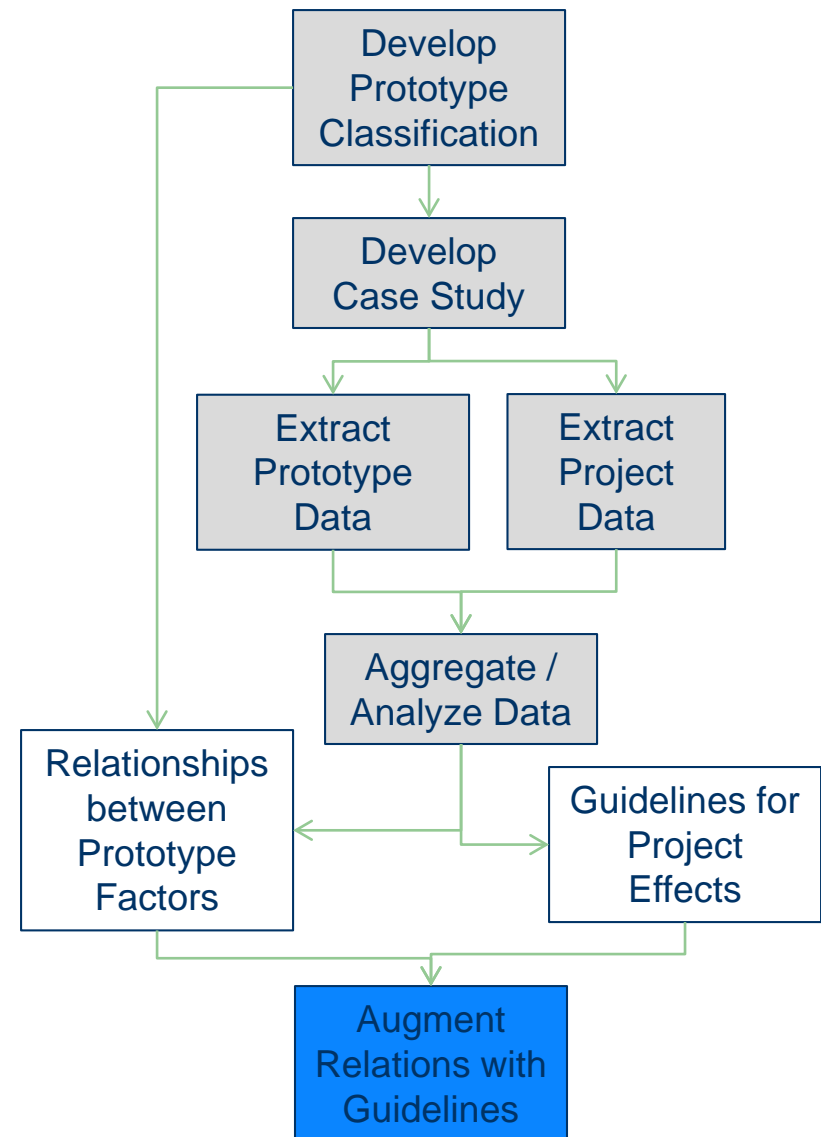 Develop
Prototype
Classification
Develop
Case Study
Extract
Prototype
Data
Extract
Project
Data
Aggregate /
Analyze Data
Relationships
between
Prototype
Factors
Guidelines for
Project
Effects
Augment
Relations with
Guidelines